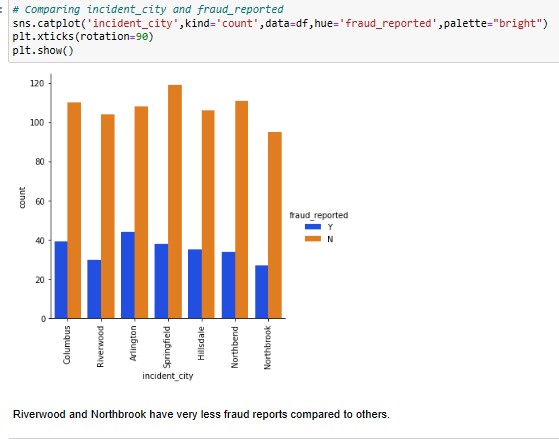 # Comparing incident_city and fraud_reported
sns.catplot('incident_city',kind='count',data=df,hue='fraud_reported',palette="bright")
plt.xticks(rotation=90)
plt.show()
120
100
80
60
40
20
0
count
Columbus
Riverwood
Arlington
Springfield
Hillsdale
Northbend
Northbrook
incident_city
fraud_reported
Y
N
Riverwood and Northbrook have very less fraud reports compared to others.